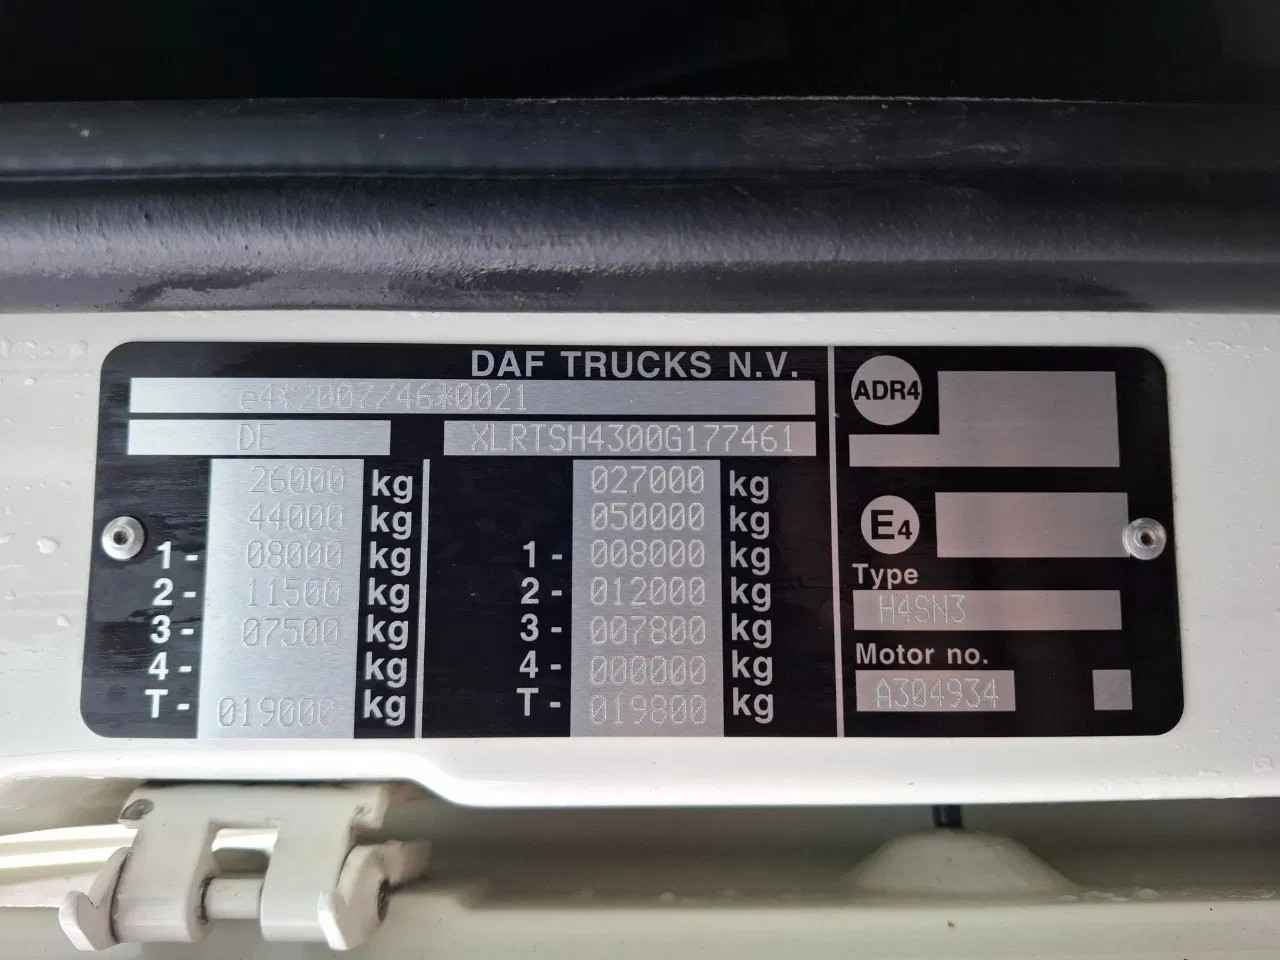 DAF TRUCKS N.V.
e4*2007/46*0021
DE XLRTSH4300G177461
26000 kg 027000 kg
44000 kg 050000 kg
1 - 08000 kg 1 - 008000 kg
2 - 11500 kg 2 - 012000 kg
3 - 07500 kg 3 - 007800 kg
4 - kg 4 - 000000 kg
T - 019000 kg T - 019800 kg
ADR4
E4
Type
H4SN3
Motor no.
A304934